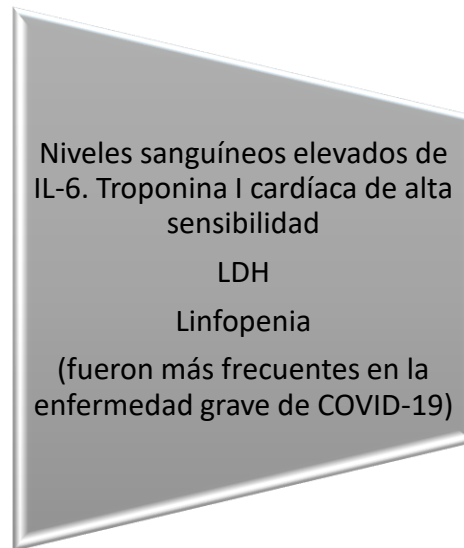 Niveles sanguíneos elevados de
IL-6. Troponina I cardíaca de alta
sensibilidad
LDH
Linfopenia
(fueron más frecuentes en la
enfermedad grave de COVID-19)